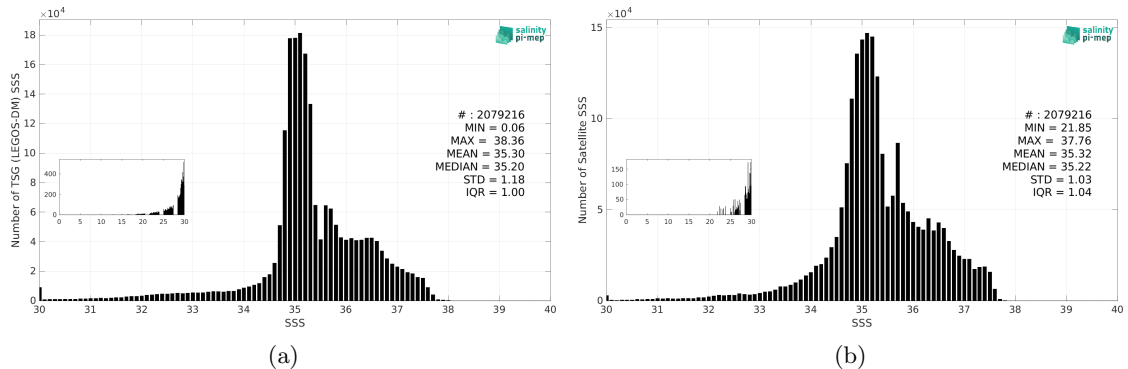 ×10⁴
18
16
14
12
10
8
6
4
2
0
Number of TSG (LEGOS-DM) SSS
salinity
pi-mep
# : 2079216
MIN = 0.06
MAX = 38.36
MEAN = 35.30
MEDIAN = 35.20
STD = 1.18
IQR = 1.00
400
200
0
0 5 10 15 20 25 30
30 31 32 33 34 35 36 37 38 39 40
SSS
(a)
×10⁴
15
10
5
0
Number of Satellite SSS
salinity
pi-mep
# : 2079216
MIN = 21.85
MAX = 37.76
MEAN = 35.32
MEDIAN = 35.22
STD = 1.03
IQR = 1.04
150
100
50
0
0 5 10 15 20 25 30
30 31 32 33 34 35 36 37 38 39 40
SSS
(b)